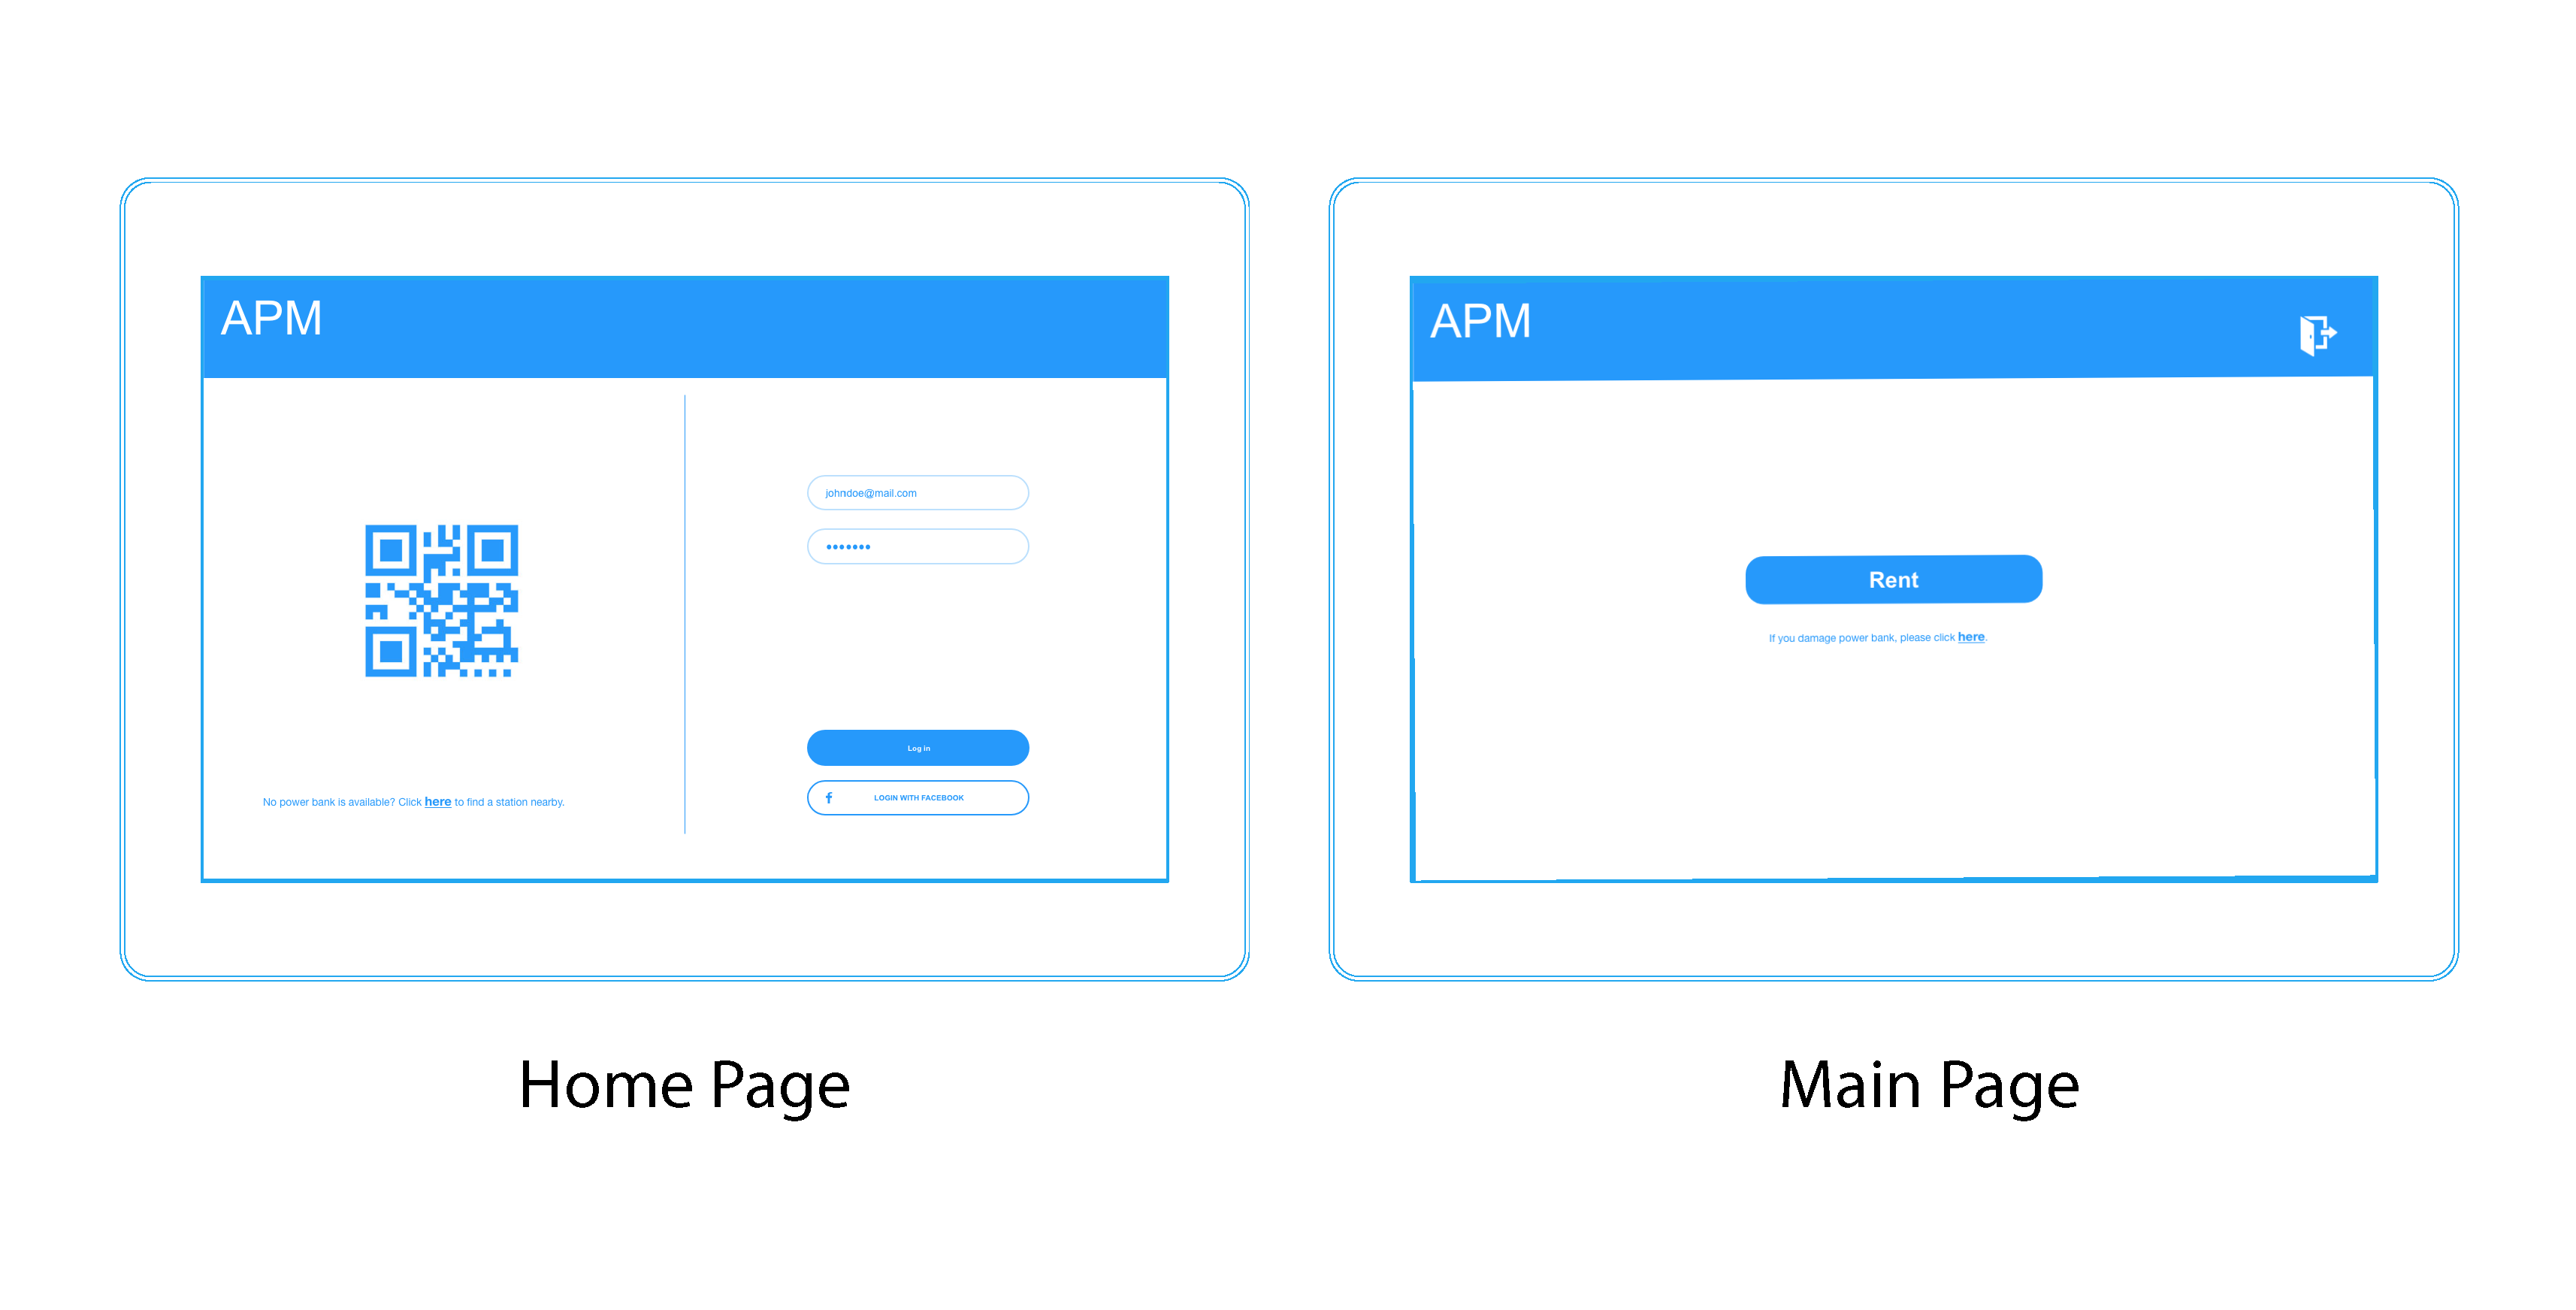 APM
johndoe@mail.com
•••••••
Log in
LOGIN WITH FACEBOOK
No power bank is available? Click here to find a station nearby.
Home Page
APM
Rent
If you damage power bank, please click here.
Main Page